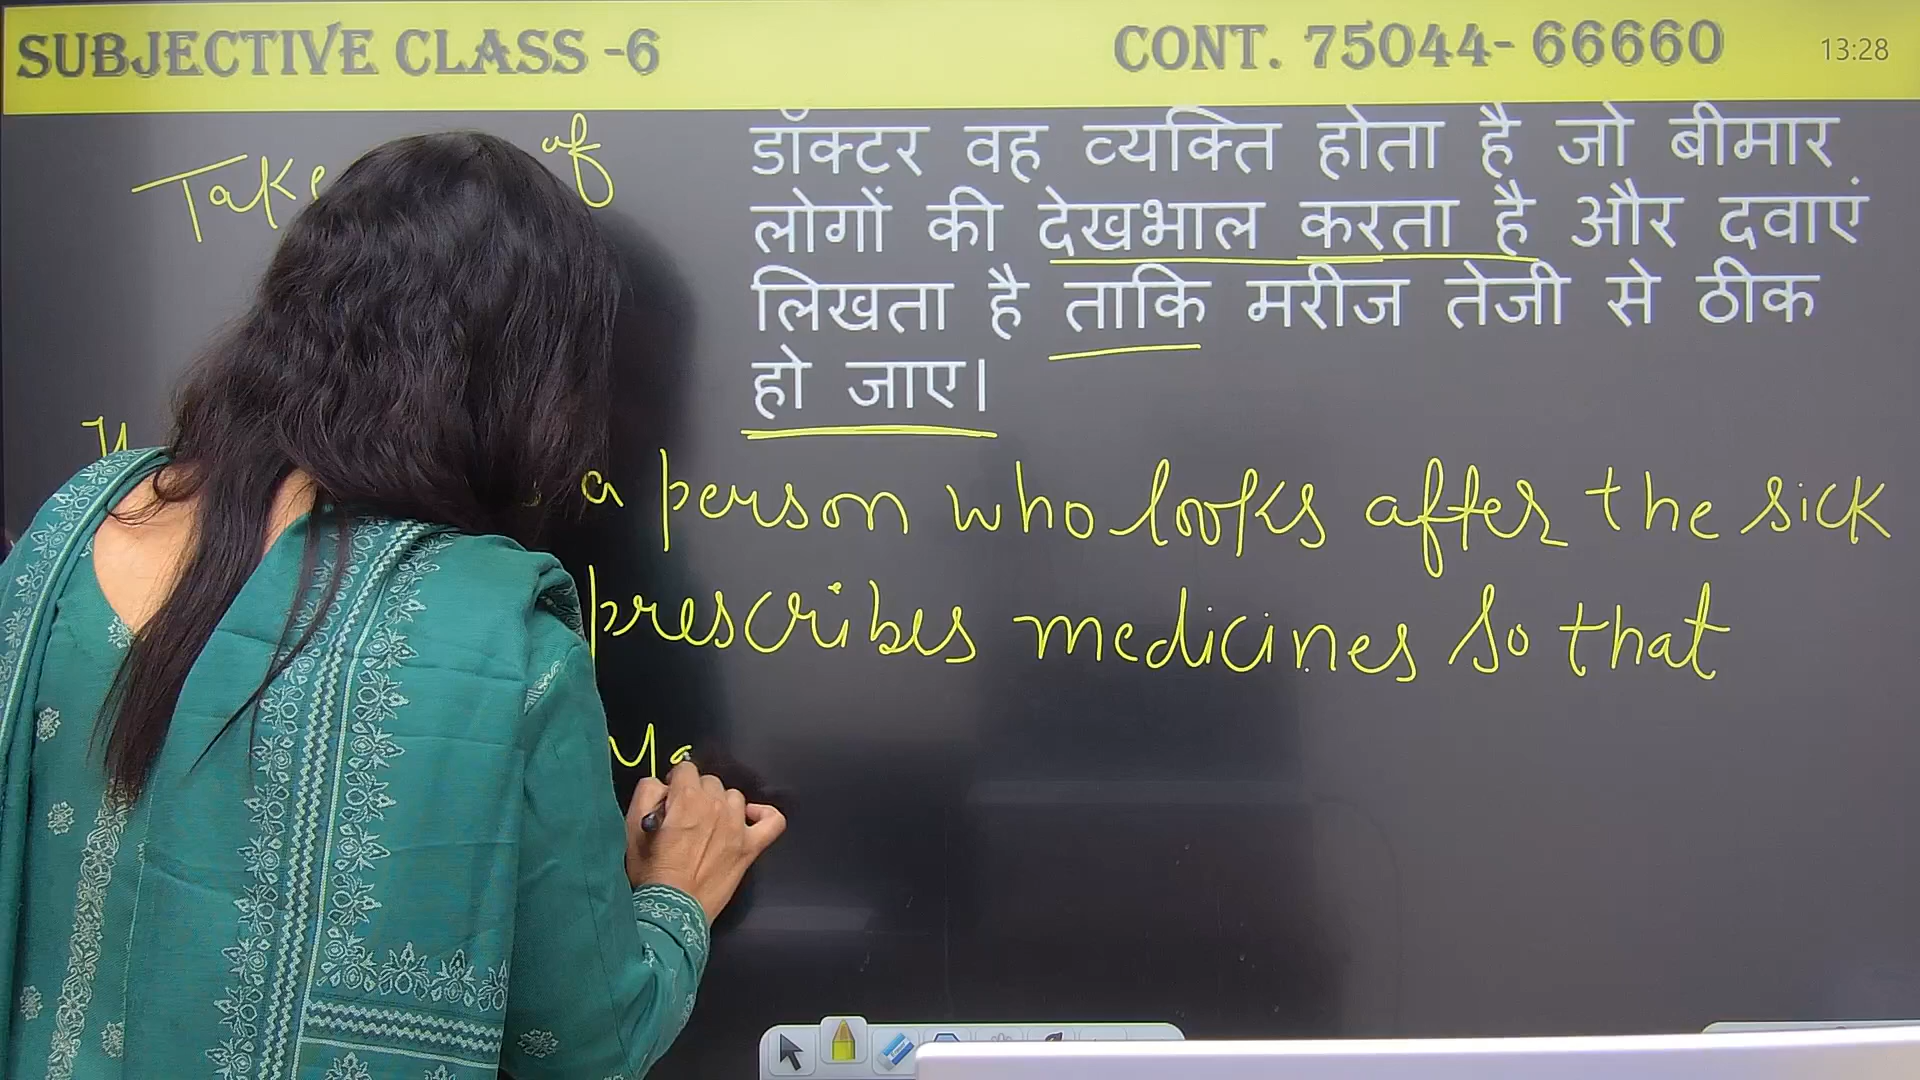 SUBJECTIVE CLASS -6
CONT. 75044- 66660
13:28
डॉक्टर वह व्यक्ति होता है जो बीमार
लोगों की देखभाल करता है और दवाएं
लिखता है ताकि मरीज तेजी से ठीक
हो जाए।
Take of
a person who looks after the sick
prescribes medicines so that